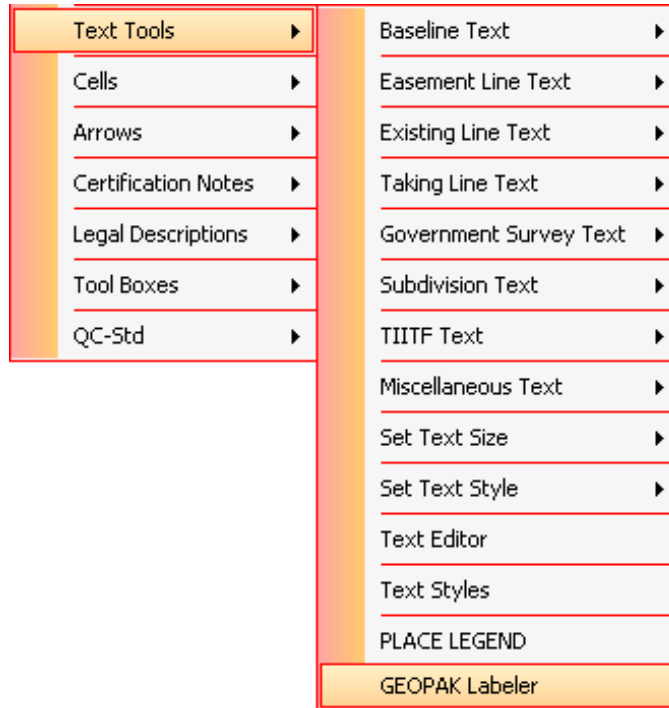 Text Tools
Cells
Arrows
Certification Notes
Legal Descriptions
Tool Boxes
QC-Std
Baseline Text
Easement Line Text
Existing Line Text
Taking Line Text
Government Survey Text
Subdivision Text
TIITF Text
Miscellaneous Text
Set Text Size
Set Text Style
Text Editor
Text Styles
PLACE LEGEND
GEOPAK Labeler